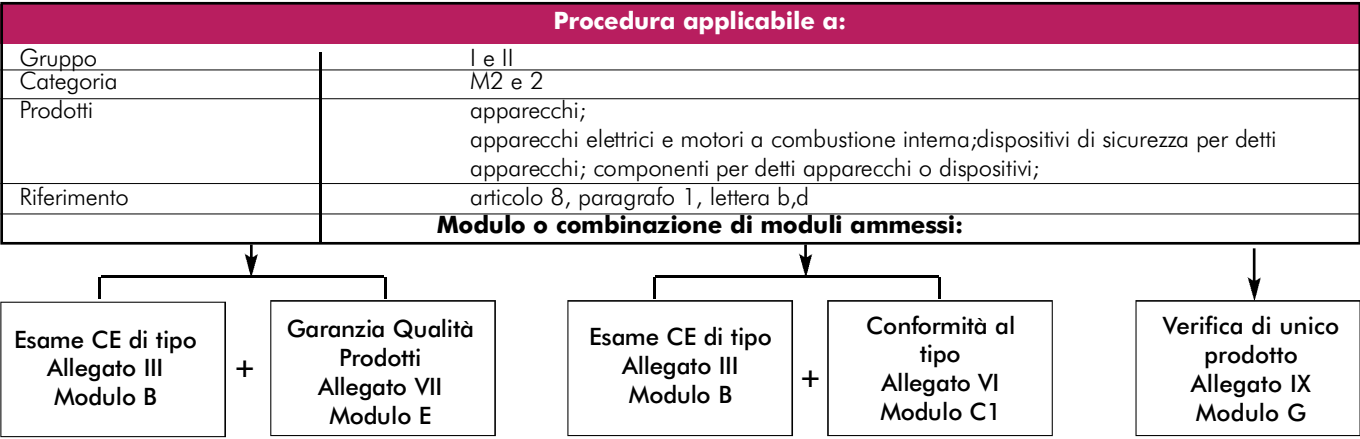 Procedura applicabile a:
Gruppo I e II
Categoria M2 e 2
Prodotti apparecchi;
apparecchi elettrici e motori a combustione interna;dispositivi di sicurezza per detti
apparecchi; componenti per detti apparecchi o dispositivi;
Riferimento articolo 8, paragrafo 1, lettera b,d
Modulo o combinazione di moduli ammessi:
Esame CE di tipo
Allegato III
Modulo B
+
Garanzia Qualità
Prodotti
Allegato VII
Modulo E
Esame CE di tipo
Allegato III
Modulo B
+
Conformità al
tipo
Allegato VI
Modulo C1
Verifica di unico
prodotto
Allegato IX
Modulo G